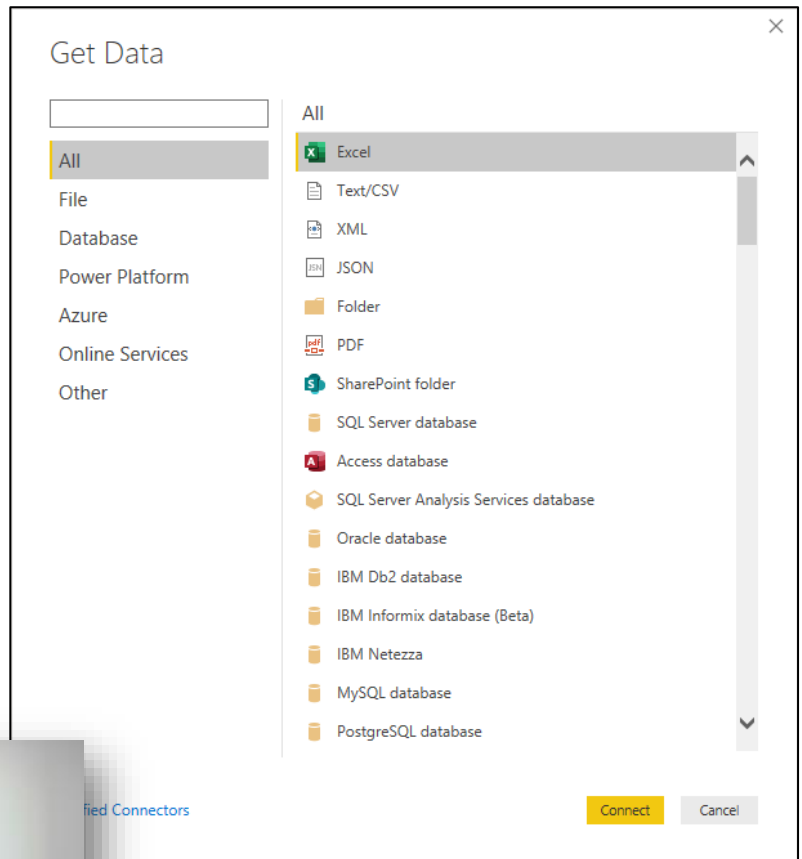 Get Data
All
File
Database
Power Platform
Azure
Online Services
Other
All
Excel
Text/CSV
XML
JSON
Folder
PDF
SharePoint folder
SQL Server database
Access database
SQL Server Analysis Services database
Oracle database
IBM Db2 database
IBM Informix database (Beta)
IBM Netezza
MySQL database
PostgreSQL database
Connectors
Connect
Cancel